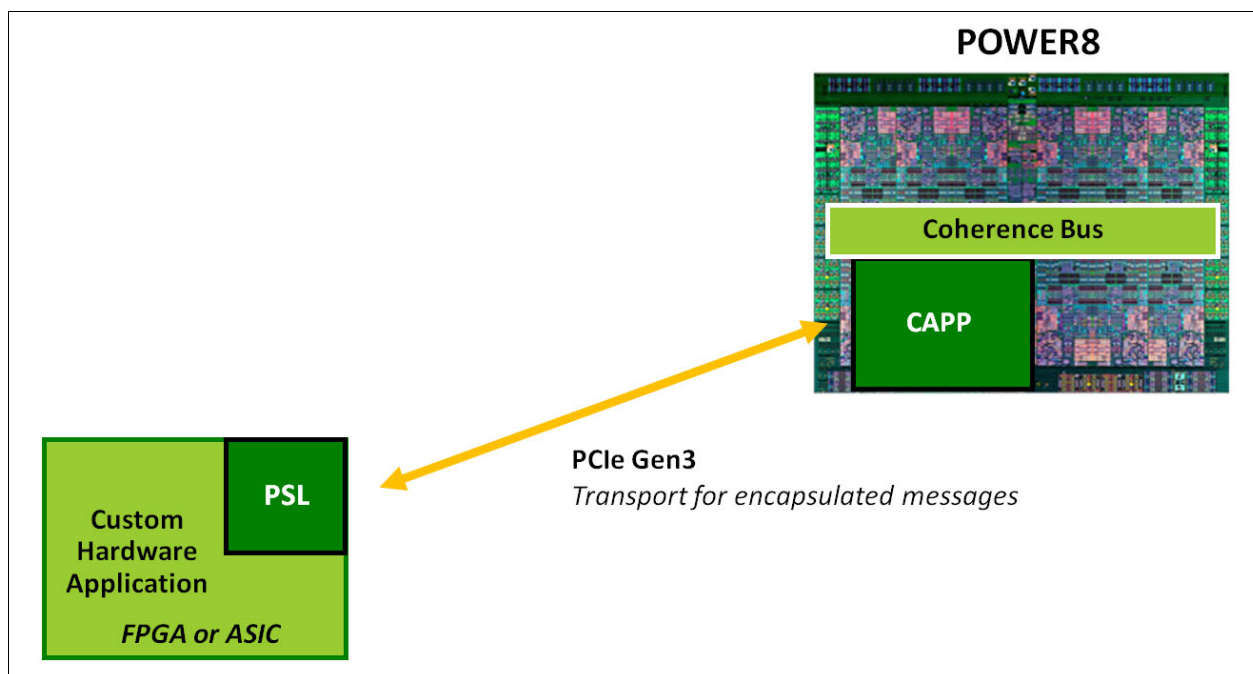 POWER8
Coherence Bus
CAPP
PCIe Gen3
Transport for encapsulated messages
PSL
Custom
Hardware
Application
FPGA or ASIC